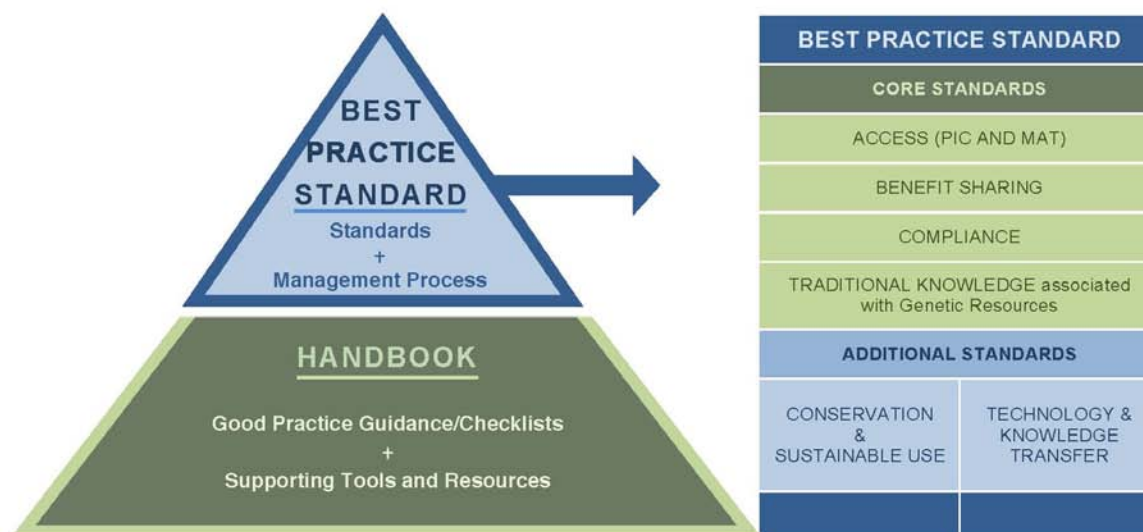 BEST
PRACTICE
STANDARD
Standards
+
Management Process
HANDBOOK
Good Practice Guidance/Checklists
+
Supporting Tools and Resources
BEST PRACTICE STANDARD
CORE STANDARDS
ACCESS (PIC AND MAT)
BENEFIT SHARING
COMPLIANCE
TRADITIONAL KNOWLEDGE associated
with Genetic Resources
ADDITIONAL STANDARDS
CONSERVATION
&
SUSTAINABLE USE
TECHNOLOGY &
KNOWLEDGE
TRANSFER